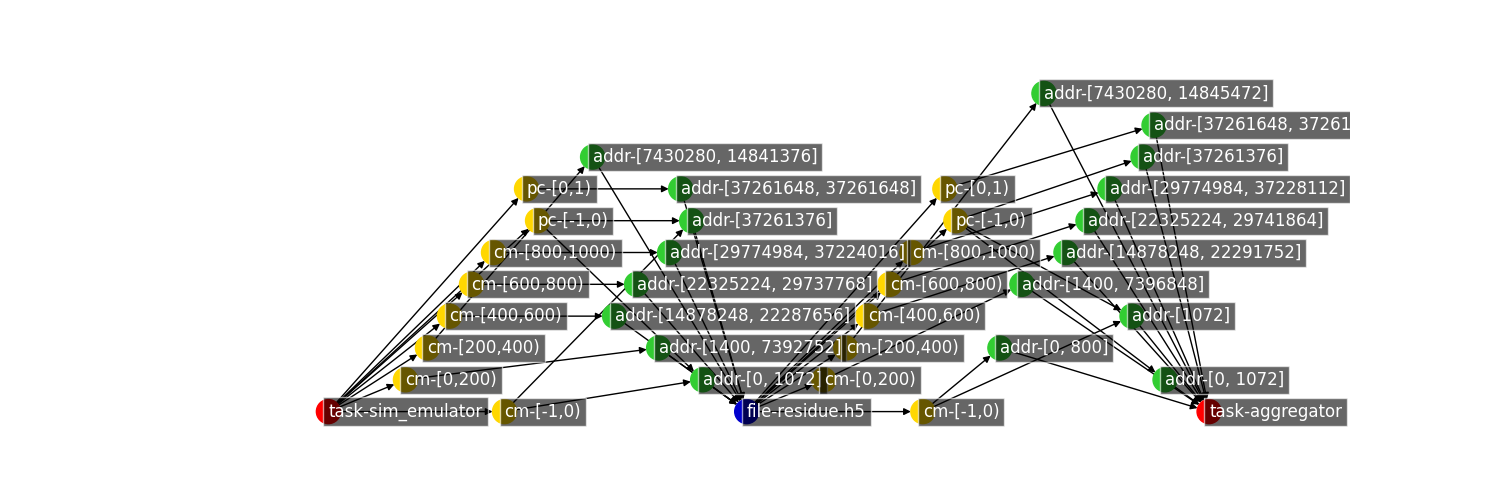 addr-[7430280, 14845472]
addr-[37261648, 37261
addr-[7430280, 14841376]
addr-[37261376]
pc-[0,1)
addr-[37261648, 37261648]
pc-[0,1)
addr-[29774984, 37228112]
pc-[-1,0)
addr-[37261376]
pc-[-1,0)
addr-[22325224, 29741864]
cm-[800,1000)
addr-[29774984, 37224016]
cm-[800,1000)
addr-[14878248, 22291752]
cm-[600,800)
addr-[22325224, 29737768]
cm-[600,800)
addr-[1400, 7396848]
cm-[400,600)
addr-[14878248, 22287656]
cm-[400,600)
addr-[1072]
cm-[200,400)
addr-[1400, 7392752]
cm-[200,400)
addr-[0, 800]
cm-[0,200)
addr-[0, 1072]
cm-[0,200)
addr-[0, 1072]
task-sim_emulator
cm-[-1,0)
file-residue.h5
cm-[-1,0)
task-aggregator